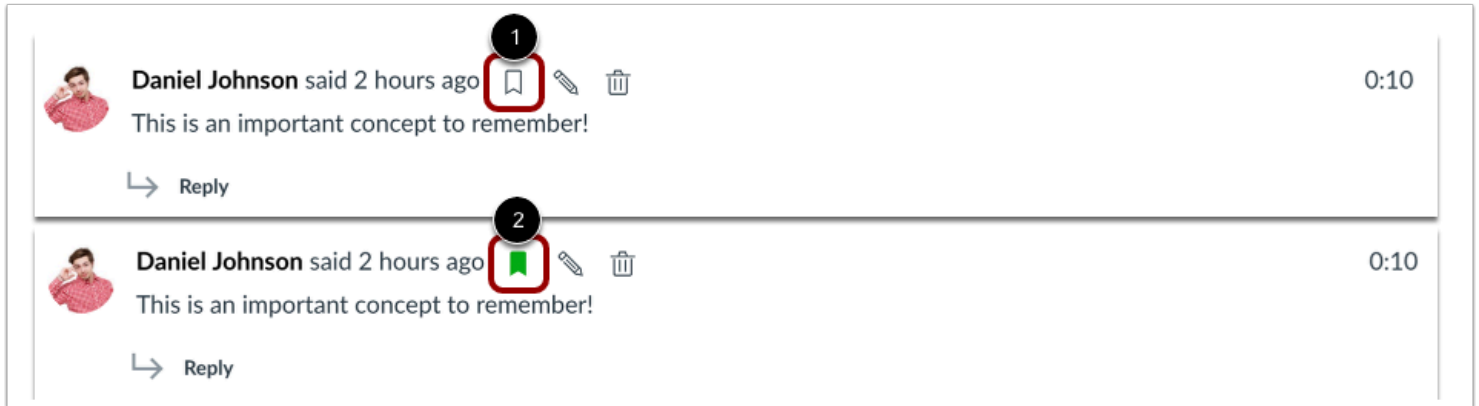 1
Daniel Johnson said 2 hours ago 0:10
This is an important concept to remember!
Reply
2
Daniel Johnson said 2 hours ago 0:10
This is an important concept to remember!
Reply